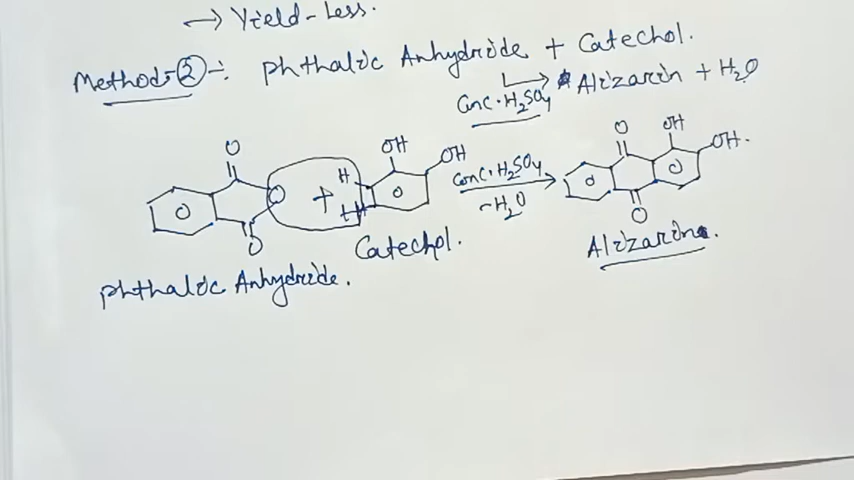 ↪ Yield-Less.
Method-② -: Phthalic Anhydride + Catechol.
Conc. H₂SO₄ → Alizarin + H₂O
O OH OH O OH OH.
H H O + Conc. H₂SO₄ -H₂O
O Catechol. O
Phthalic Anhydride. Alizarin.